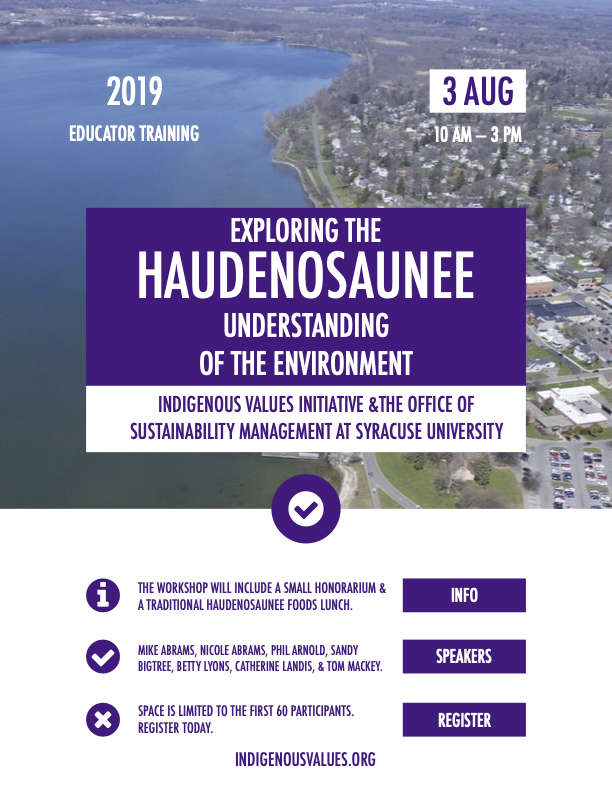 2019
EDUCATOR TRAINING
3 AUG
10 AM – 3 PM
EXPLORING THE
HAUDENOSAUNEE
UNDERSTANDING
OF THE ENVIRONMENT
INDIGENOUS VALUES INITIATIVE &THE OFFICE OF
SUSTAINABILITY MANAGEMENT AT SYRACUSE UNIVERSITY
THE WORKSHOP WILL INCLUDE A SMALL HONORARIUM &
A TRADITIONAL HAUDENOSAUNEE FOODS LUNCH.
INFO
MIKE ABRAMS, NICOLE ABRAMS, PHIL ARNOLD, SANDY
BIGTREE, BETTY LYONS, CATHERINE LANDIS, & TOM MACKEY.
SPEAKERS
SPACE IS LIMITED TO THE FIRST 60 PARTICIPANTS.
REGISTER TODAY.
REGISTER
INDIGENOUSVALUES.ORG